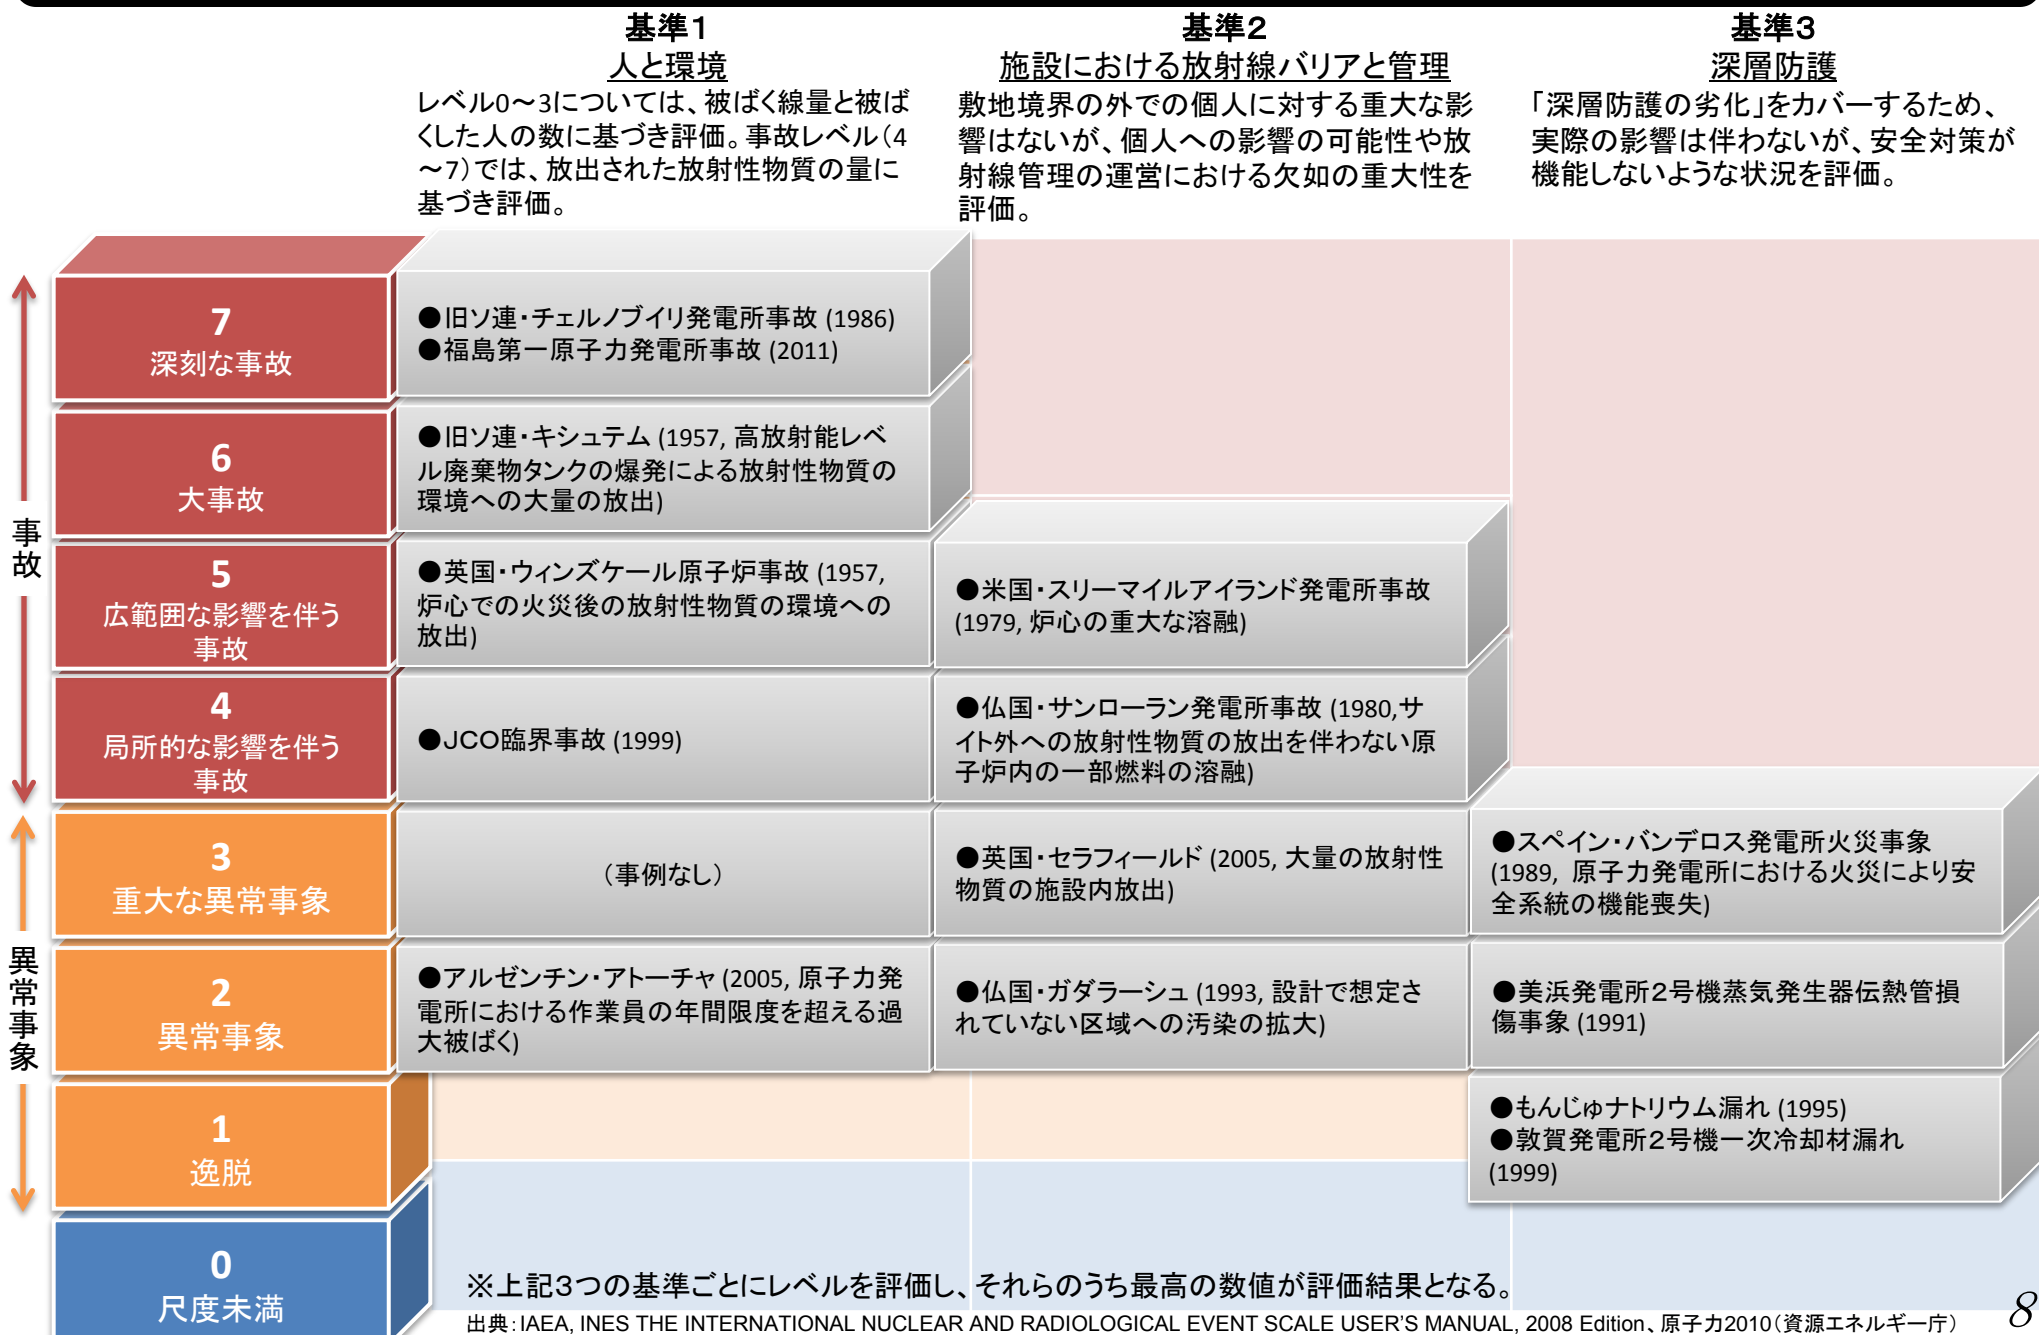 基準1
人と環境
レベル0～3については、被ばく線量と被ば
くした人の数に基づき評価。事故レベル（4
～7）では、放出された放射性物質の量に
基づき評価。
基準2
施設における放射線バリアと管理
敷地境界の外での個人に対する重大な影
響はないが、個人への影響の可能性や放
射線管理の運営における欠如の重大性を
評価。
基準3
深層防護
「深層防護の劣化」をカバーするため、
実際の影響は伴わないが、安全対策が
機能しないような状況を評価。
事故
7
深刻な事故
●旧ソ連・チェルノブイリ発電所事故 (1986)
●福島第一原子力発電所事故 (2011)
6
大事故
●旧ソ連・キシュテム (1957, 高放射能レベ
ル廃棄物タンクの爆発による放射性物質の
環境への大量の放出)
5
広範囲な影響を伴う
事故
●英国・ウィンズケール原子炉事故 (1957,
炉心での火災後の放射性物質の環境への
放出)
●米国・スリーマイルアイランド発電所事故
(1979, 炉心の重大な溶融)
4
局所的な影響を伴う
事故
●JCO臨界事故 (1999)
●仏国・サンローラン発電所事故 (1980,サ
イト外への放射性物質の放出を伴わない原
子炉内の一部燃料の溶融)
異常事象
3
重大な異常事象
（事例なし）
●英国・セラフィールド (2005, 大量の放射性
物質の施設内放出)
●スペイン・バンデロス発電所火災事象
(1989, 原子力発電所における火災により安
全系統の機能喪失)
2
異常事象
●アルゼンチン・アトーチャ (2005, 原子力発
電所における作業員の年間限度を超える過
大被ばく)
●仏国・ガダラーシュ (1993, 設計で想定さ
れていない区域への汚染の拡大)
●美浜発電所2号機蒸気発生器伝熱管損
傷事象 (1991)
1
逸脱
●もんじゅナトリウム漏れ (1995)
●敦賀発電所2号機一次冷却材漏れ
(1999)
0
尺度未満
※上記3つの基準ごとにレベルを評価し、それらのうち最高の数値が評価結果となる。
出典：IAEA, INES THE INTERNATIONAL NUCLEAR AND RADIOLOGICAL EVENT SCALE USER'S MANUAL, 2008 Edition、原子力2010（資源エネルギー庁）
8